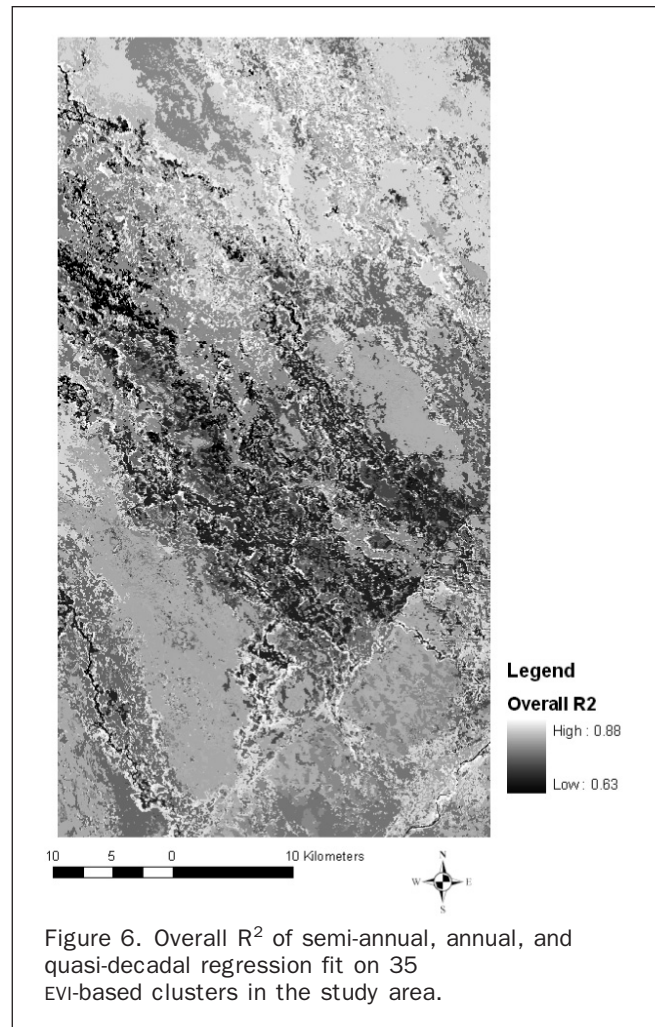 Legend
Overall R2
High : 0.88
Low : 0.63
10 5 0 10 Kilometers
N
W E
S
Figure 6. Overall R² of semi-annual, annual, and
quasi-decadal regression fit on 35
EVI-based clusters in the study area.